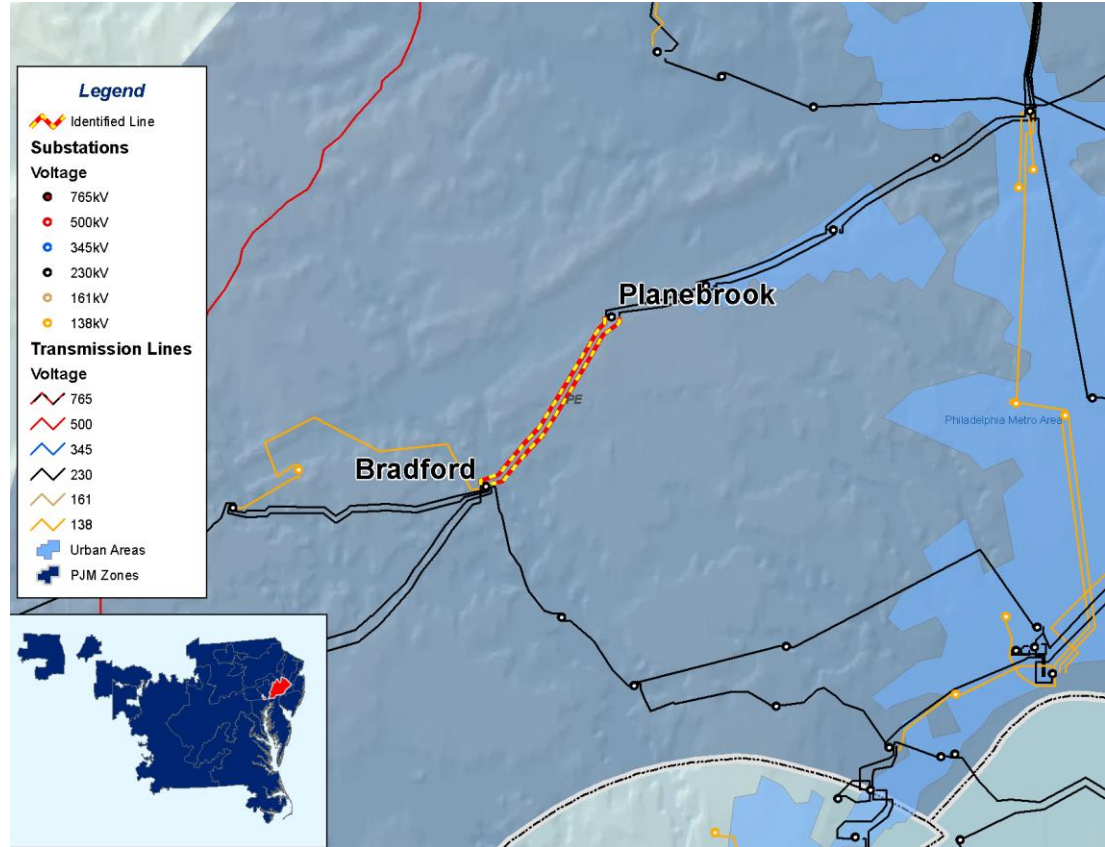 Legend
Identified Line
Substations
Voltage
765kV
500kV
345kV
230kV
161kV
138kV
Transmission Lines
Voltage
765
500
345
230
161
138
Urban Areas
PJM Zones
Planebrook
PE
Philadelphia Metro Area
Bradford